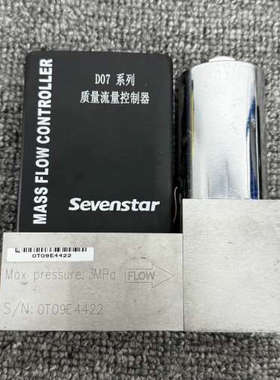 MASS FLOW CONTROLLER
D07 系列
质量流量控制器
Sevenstar
0T09E4422
Max pressure: 3MPa
FLOW
S/N: 0T09E4422